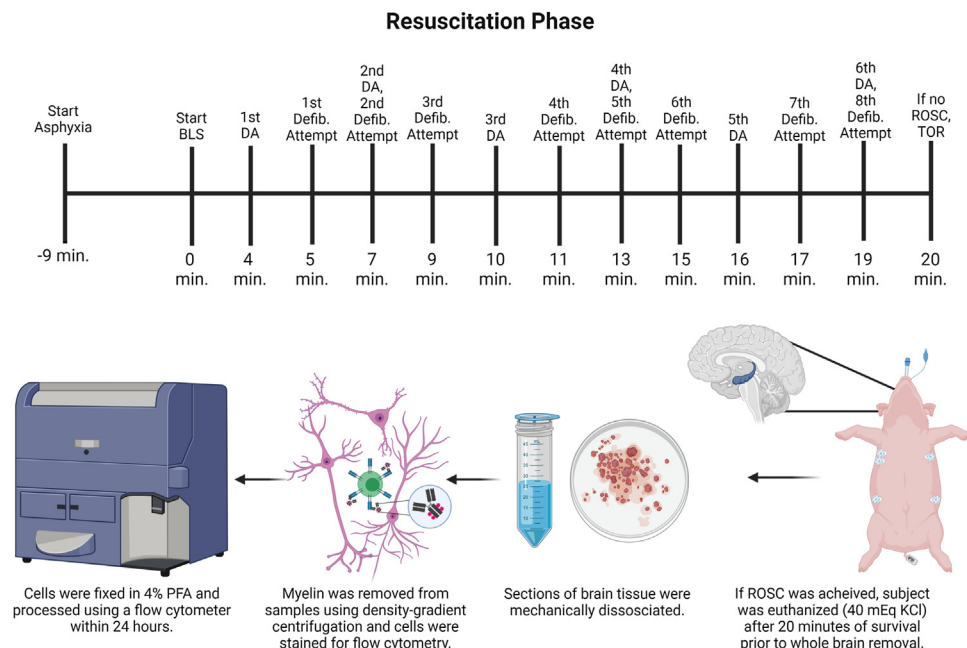 Resuscitation Phase
Start
Asphyxia
Start
BLS
1st
DA
1st
Defib.
Attempt
2nd
DA,
2nd
Defib.
Attempt
3rd
Defib.
Attempt
3rd
DA
4th
Defib.
Attempt
4th
DA,
5th
Defib.
Attempt
6th
Defib.
Attempt
5th
DA
7th
Defib.
Attempt
6th
DA,
8th
Defib.
Attempt
If no
ROSC,
TOR
-9 min.
0
min.
4
min.
5
min.
7
min.
9
min.
10
min.
11
min.
13
min.
15
min.
16
min.
17
min.
19
min.
20
min.
Cells were fixed in 4% PFA and
processed using a flow cytometer
within 24 hours.
Myelin was removed from
samples using density-gradient
centrifugation and cells were
stained for flow cytometry.
Sections of brain tissue were
mechanically dissosciated.
If ROSC was acheived, subject
was euthanized (40 mEq KCl)
after 20 minutes of survival
prior to whole brain removal.